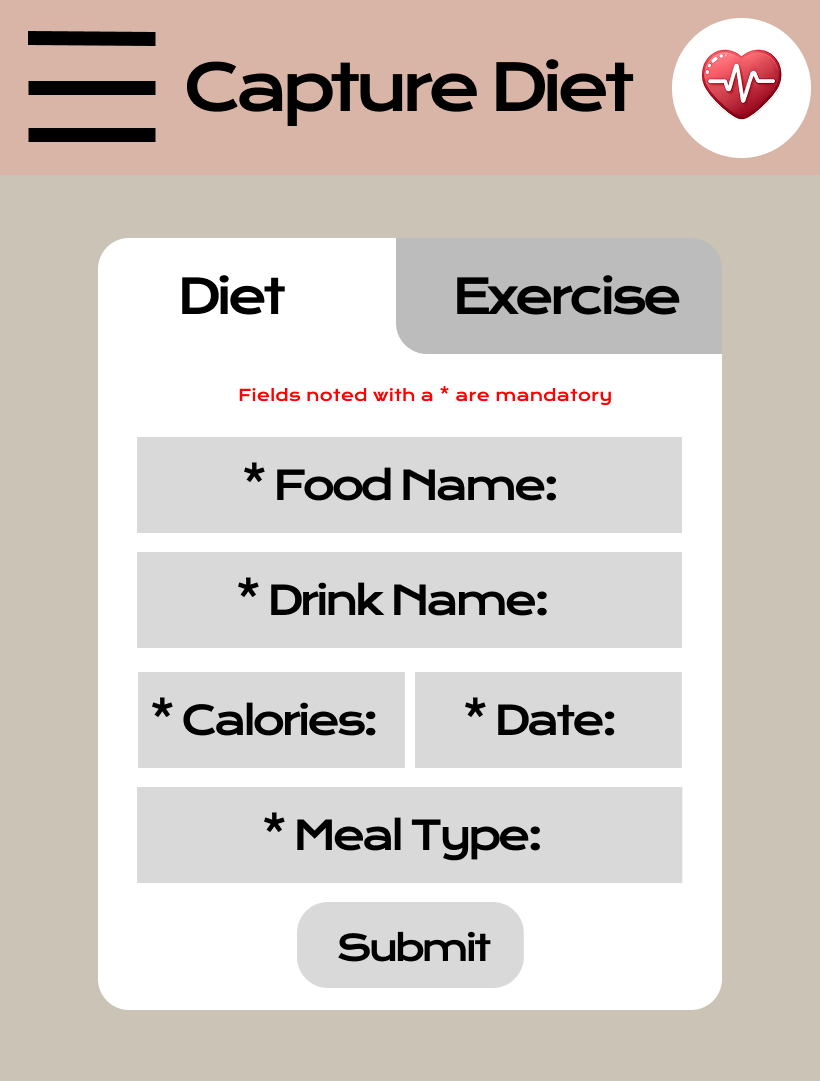 Capture Diet
Diet
Exercise
Fields noted with a * are mandatory
* Food Name:
* Drink Name:
* Calories:
* Date:
* Meal Type:
Submit